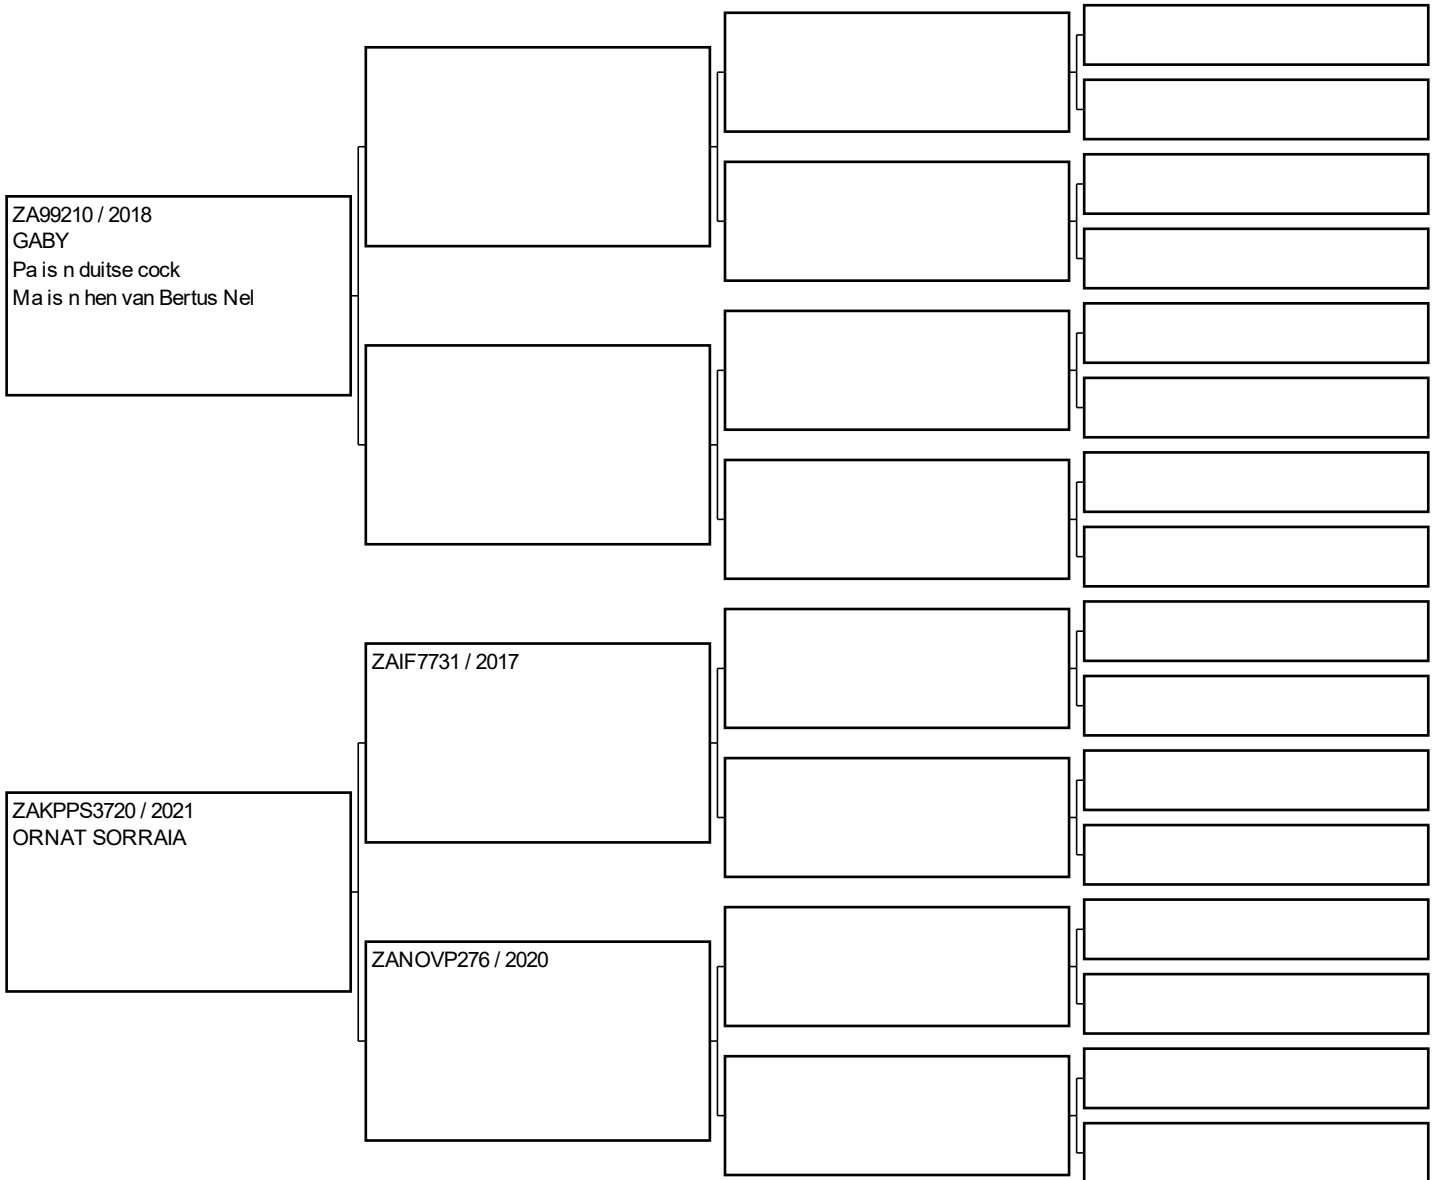 ZA99210 / 2018
GABY
Pa is n duitse cock
Ma is n hen van Bertus Nel
ZAIF7731 / 2017
ZAKPPS3720 / 2021
ORNAT SORRAIA
ZANOVP276 / 2020